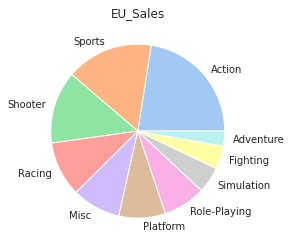 EU_Sales
Sports
Action
Shooter
Adventure
Racing
Fighting
Simulation
Misc
Role-Playing
Platform